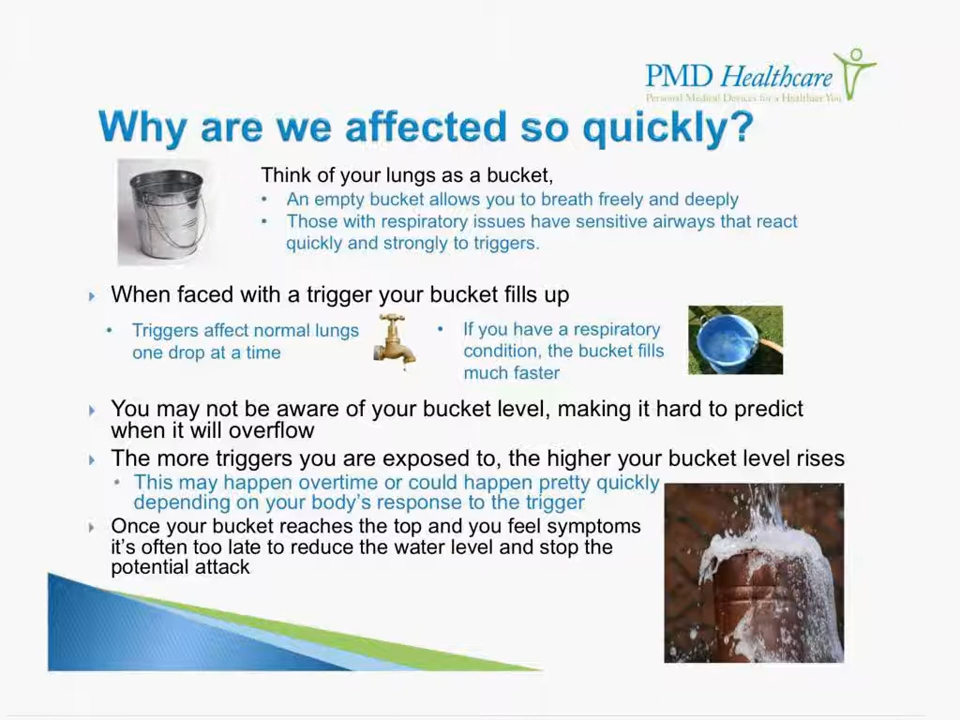 PMD Healthcare
Personal Medical Devices for a Healthier You
Why are we affected so quickly?
Think of your lungs as a bucket,
• An empty bucket allows you to breath freely and deeply
• Those with respiratory issues have sensitive airways that react
quickly and strongly to triggers.
When faced with a trigger your bucket fills up
• Triggers affect normal lungs
one drop at a time
• If you have a respiratory
condition, the bucket fills
much faster
You may not be aware of your bucket level, making it hard to predict
when it will overflow
The more triggers you are exposed to, the higher your bucket level rises
• This may happen overtime or could happen pretty quickly
depending on your body's response to the trigger
Once your bucket reaches the top and you feel symptoms
it's often too late to reduce the water level and stop the
potential attack